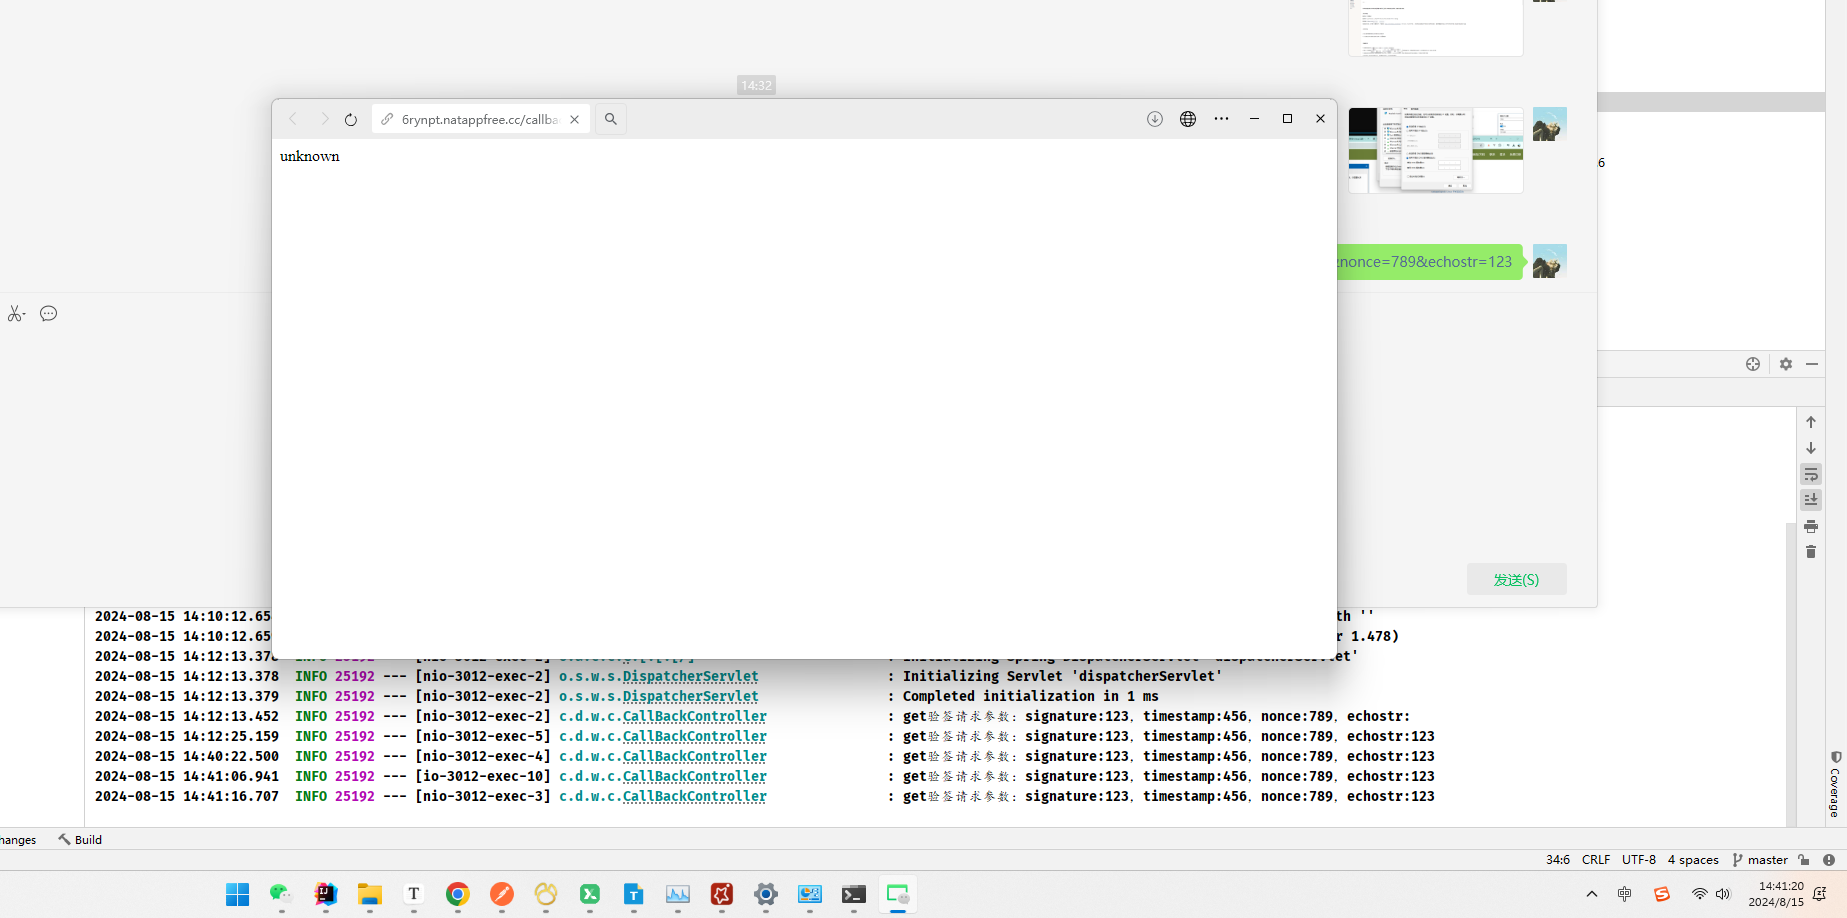 14:32
6rynpt.natappfree.cc/callba
unknown
6
nonce=789&echostr=123
发送(S)
2024-08-15 14:10:12.65
th ''
2024-08-15 14:10:12.65
r 1.478)
2024-08-15 14:12:13.378 INFO 25192 --- [nio-3012-exec-2] : Initializing Spring DispatcherServlet 'dispatcherServlet'
2024-08-15 14:12:13.378 INFO 25192 --- [nio-3012-exec-2] o.s.w.s.DispatcherServlet : Initializing Servlet 'dispatcherServlet'
2024-08-15 14:12:13.379 INFO 25192 --- [nio-3012-exec-2] o.s.w.s.DispatcherServlet : Completed initialization in 1 ms
2024-08-15 14:12:13.452 INFO 25192 --- [nio-3012-exec-2] c.d.w.c.CallBackController : get验签请求参数：signature:123, timestamp:456, nonce:789, echostr:
2024-08-15 14:12:25.159 INFO 25192 --- [nio-3012-exec-5] c.d.w.c.CallBackController : get验签请求参数：signature:123, timestamp:456, nonce:789, echostr:123
2024-08-15 14:40:22.500 INFO 25192 --- [nio-3012-exec-4] c.d.w.c.CallBackController : get验签请求参数：signature:123, timestamp:456, nonce:789, echostr:123
2024-08-15 14:41:06.941 INFO 25192 --- [io-3012-exec-10] c.d.w.c.CallBackController : get验签请求参数：signature:123, timestamp:456, nonce:789, echostr:123
2024-08-15 14:41:16.707 INFO 25192 --- [nio-3012-exec-3] c.d.w.c.CallBackController : get验签请求参数：signature:123, timestamp:456, nonce:789, echostr:123
Coverage
hanges Build
34:6 CRLF UTF-8 4 spaces master
中
14:41:20
2024/8/15